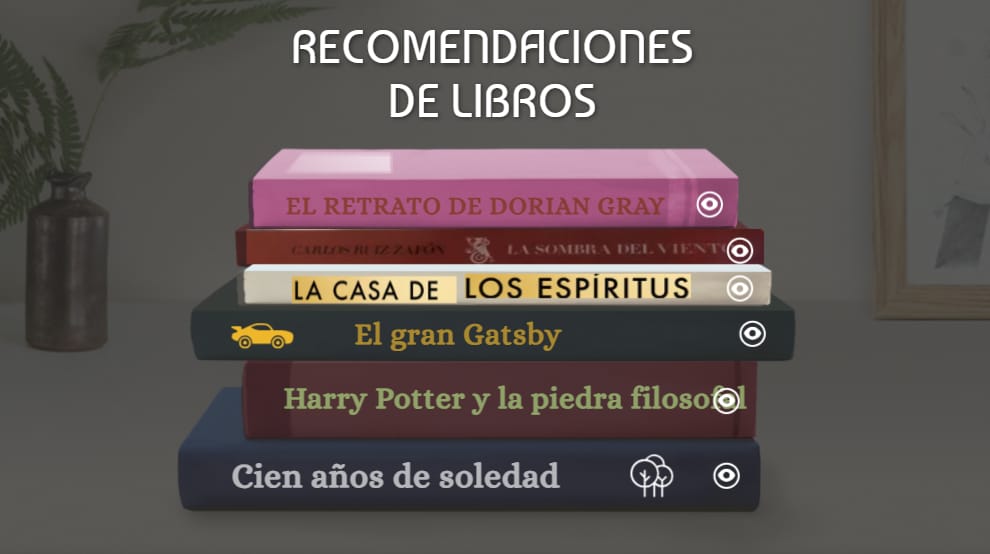 RECOMENDACIONES
DE LIBROS
EL RETRATO DE DORIAN GRAY
CARLOS RUIZ ZAFÓN LA SOMBRA DEL VIENTO
LA CASA DE LOS ESPÍRITUS
El gran Gatsby
Harry Potter y la piedra filosofal
Cien años de soledad